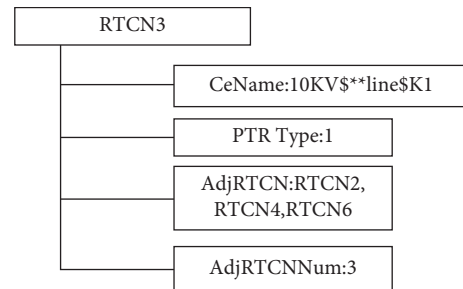 RTCN3
CeName:10KV$**line$K1
PTR Type:1
AdjRTCN:RTCN2,
RTCN4,RTCN6
AdjRTCNNum:3